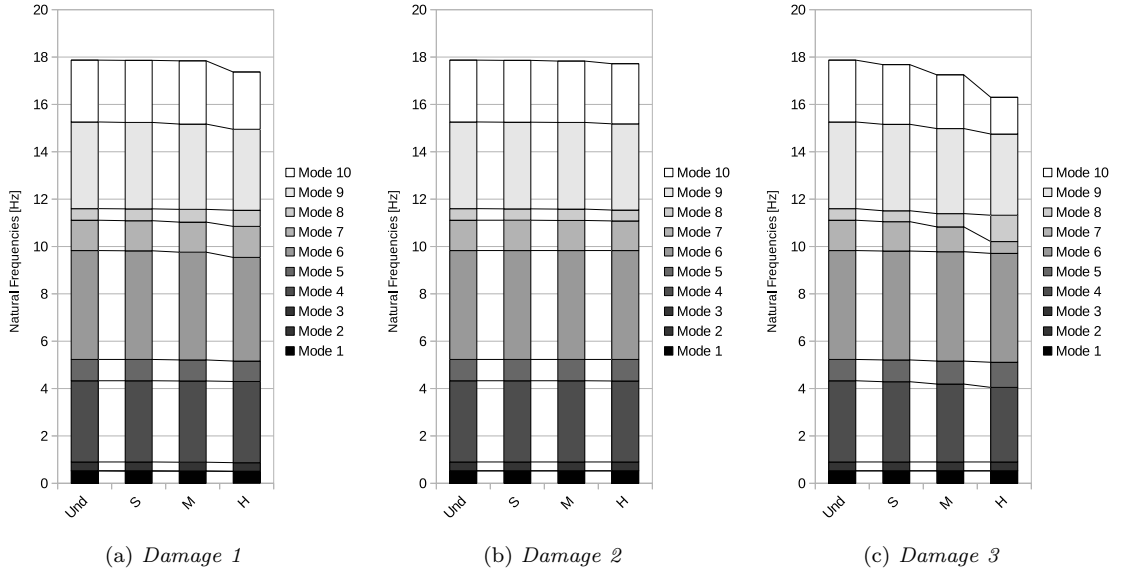 Natural Frequencies [Hz]
20
18
16
14
12
10
8
6
4
2
0
Und
S
M
H
Mode 10
Mode 9
Mode 8
Mode 7
Mode 6
Mode 5
Mode 4
Mode 3
Mode 2
Mode 1
(a) Damage 1
Natural Frequencies [Hz]
20
18
16
14
12
10
8
6
4
2
0
Und
S
M
H
Mode 10
Mode 9
Mode 8
Mode 7
Mode 6
Mode 5
Mode 4
Mode 3
Mode 2
Mode 1
(b) Damage 2
Natural Frequencies [Hz]
20
18
16
14
12
10
8
6
4
2
0
Und
S
M
H
Mode 10
Mode 9
Mode 8
Mode 7
Mode 6
Mode 5
Mode 4
Mode 3
Mode 2
Mode 1
(c) Damage 3